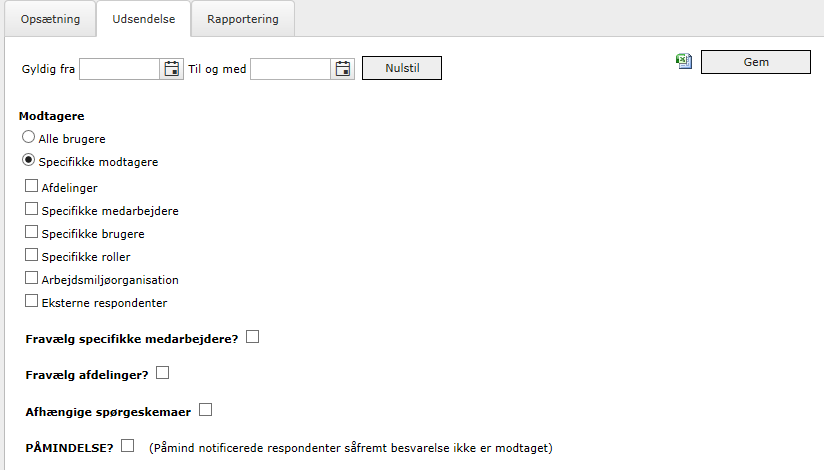 Opsætning Udsendelse Rapportering
Gyldig fra Til og med Nulstil Gem
Modtagere
Alle brugere
Specifikke modtagere
Afdelinger
Specifikke medarbejdere
Specifikke brugere
Specifikke roller
Arbejdsmiljøorganisation
Eksterne respondenter
Fravælg specifikke medarbejdere?
Fravælg afdelinger?
Afhængige spørgeskemaer
PÅMINDELSE? (Påmind notificerede respondenter såfremt besvarelse ikke er modtaget)